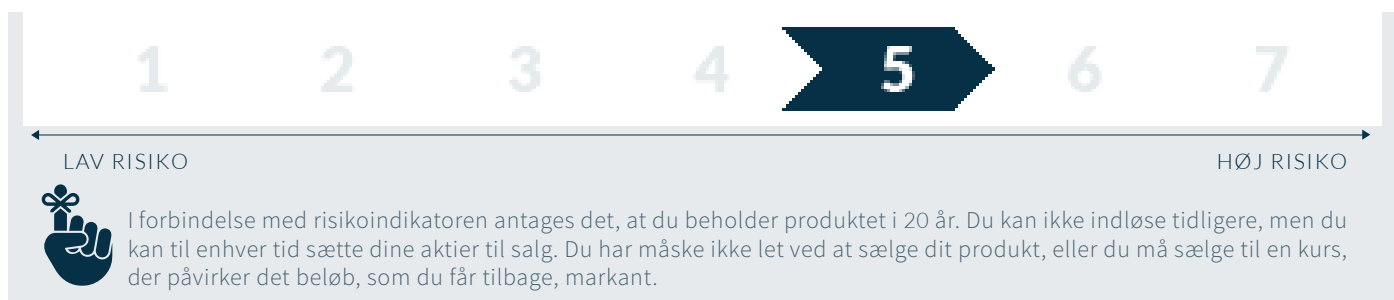 1 2 3 4 5 6 7
LAV RISIKO HØJ RISIKO
I forbindelse med risikoindikatoren antages det, at du beholder produktet i 20 år. Du kan ikke indløse tidligere, men du
kan til enhver tid sætte dine aktier til salg. Du har måske ikke let ved at sælge dit produkt, eller du må sælge til en kurs,
der påvirker det beløb, som du får tilbage, markant.